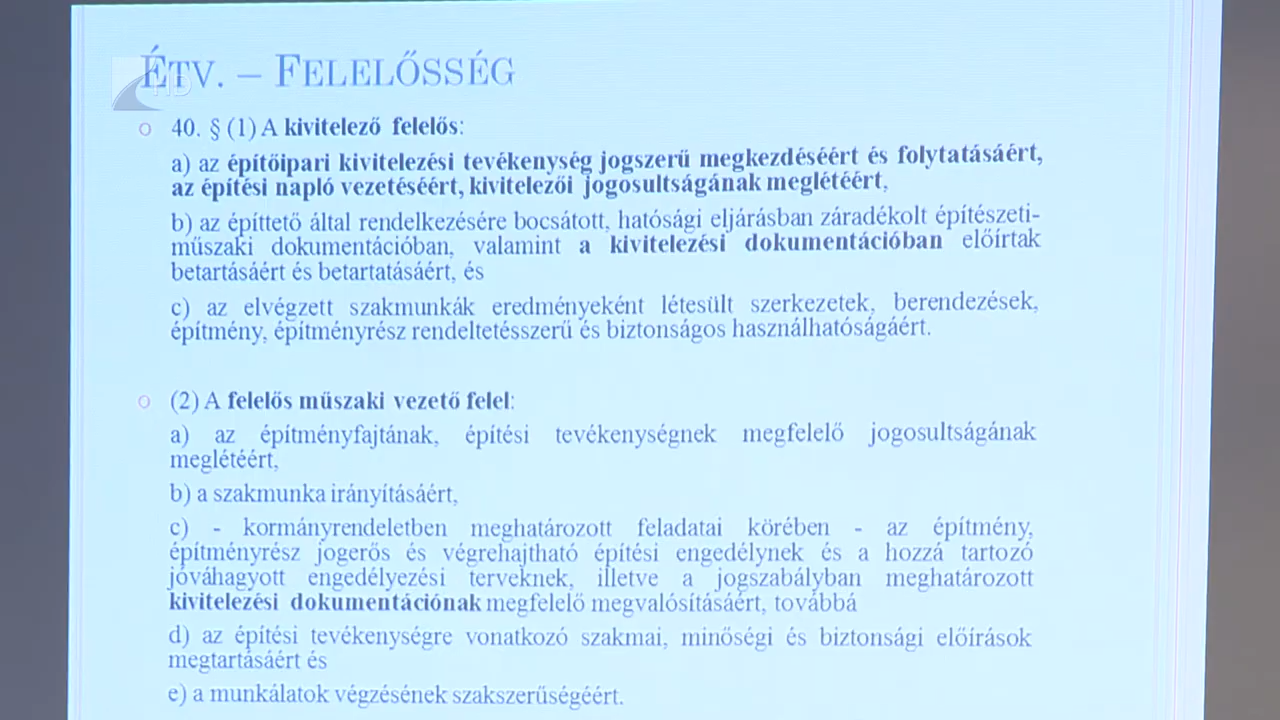 ÉTV. – FELELŐSSÉG
HD
40. § (1) A kivitelező felelős:
a) az építőipari kivitelezési tevékenység jogszerű megkezdéséért és folytatásáért,
az építési napló vezetéséért, kivitelezői jogosultságának meglétéért,
b) az építtető által rendelkezésére bocsátott, hatósági eljárásban záradékolt építészeti-
műszaki dokumentációban, valamint a kivitelezési dokumentációban előírtak
betartásáért és betartatásáért, és
c) az elvégzett szakmunkák eredményeként létesült szerkezetek, berendezések,
építmény, építményrész rendeltetésszerű és biztonságos használhatóságáért.
(2) A felelős műszaki vezető felel:
a) az építményfajtának, építési tevékenységnek megfelelő jogosultságának
meglétéért,
b) a szakmunka irányításáért,
c) - kormányrendeletben meghatározott feladatai körében - az építmény,
építményrész jogerős és végrehajtható építési engedélynek és a hozzá tartozó
jóváhagyott engedélyezési terveknek, illetve a jogszabályban meghatározott
kivitelezési dokumentációnak megfelelő megvalósításáért, továbbá
d) az építési tevékenységre vonatkozó szakmai, minőségi és biztonsági előírások
megtartásáért és
e) a munkálatok végzésének szakszerűségéért.